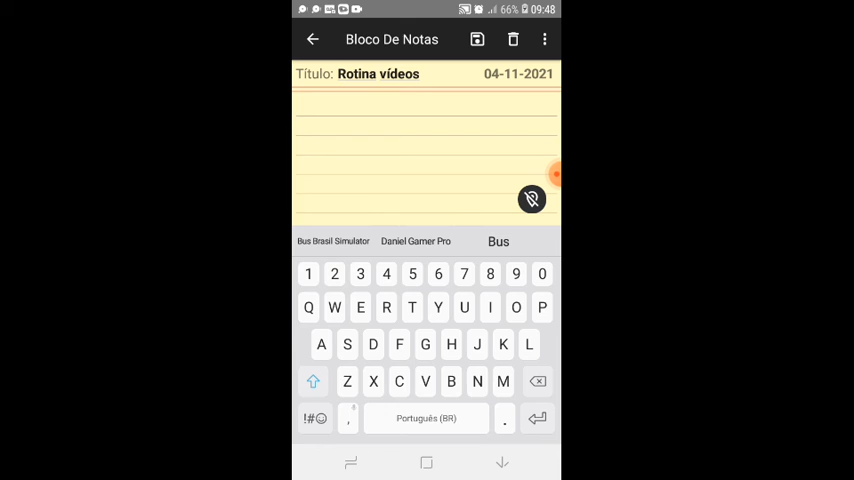 66% 09:48
Bloco De Notas
Título: Rotina vídeos 04-11-2021
Bus Brasil Simulator Daniel Gamer Pro Bus
1 2 3 4 5 6 7 8 9 0
Q W E R T Y U I O P
A S D F G H J K L
Z X C V B N M
!#☺ , Português (BR) .